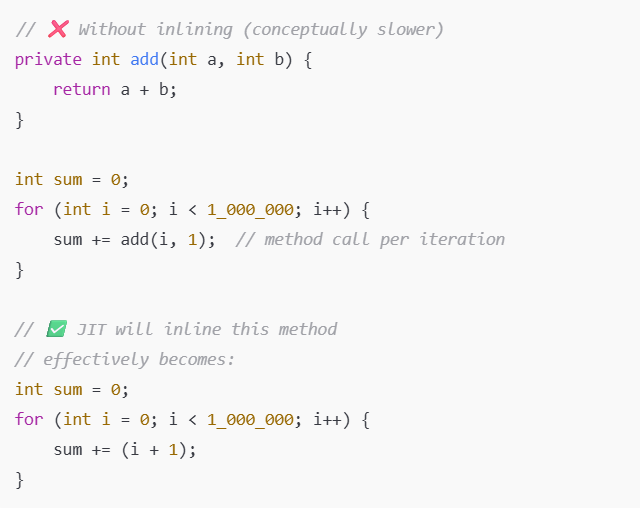 // ❌ Without inlining (conceptually slower)
private int add(int a, int b) {
    return a + b;
}

int sum = 0;
for (int i = 0; i < 1_000_000; i++) {
    sum += add(i, 1);  // method call per iteration
}

// ✅ JIT will inline this method
// effectively becomes:
int sum = 0;
for (int i = 0; i < 1_000_000; i++) {
    sum += (i + 1);
}